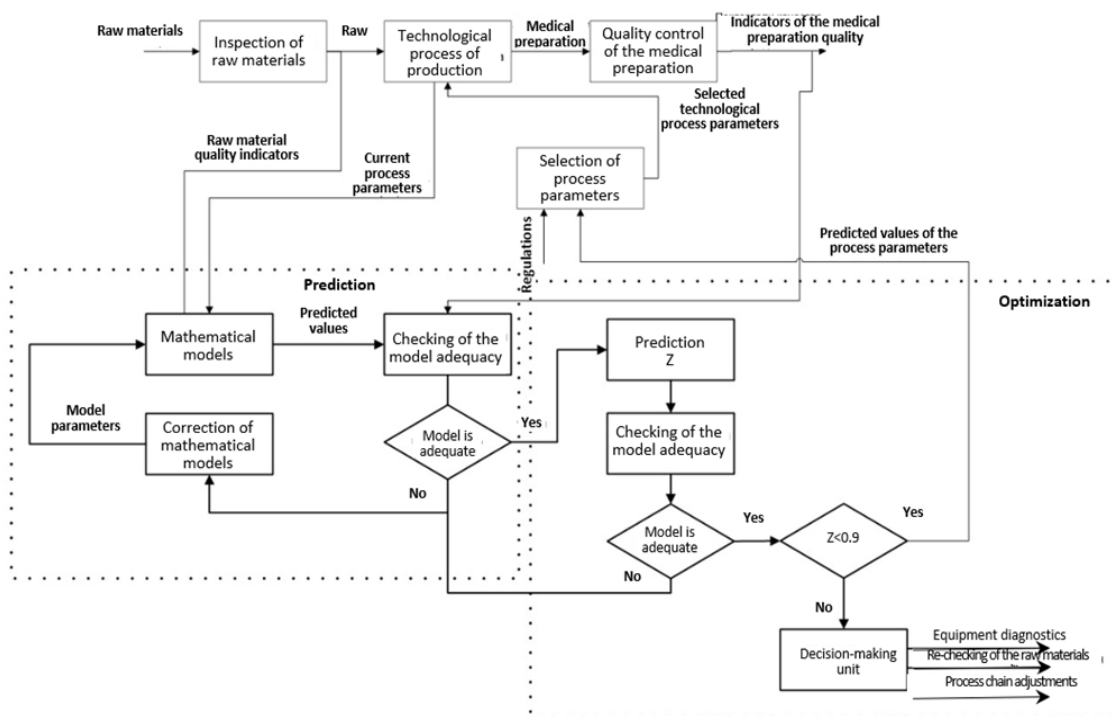 Raw materials
Inspection of
raw materials
Raw
Technological
process of
production
Medical
preparation
Quality control
of the medical
preparation
Indicators of the medical
preparation quality
Selected
technological
process parameters
Raw material
quality indicators
Current
process
parameters
Selection of
process
parameters
Regulations
Predicted values of the
process parameters
Prediction
Optimization
Mathematical
models
Predicted
values
Checking of the
model adequacy
Prediction
Z
Model
parameters
Correction of
mathematical
models
Model is
adequate
Yes
No
Checking of the
model adequacy
Model is
adequate
Yes
No
Z<0.9
Yes
No
Decision-making
unit
Equipment diagnostics
Re-checking of the raw materials
Process chain adjustments